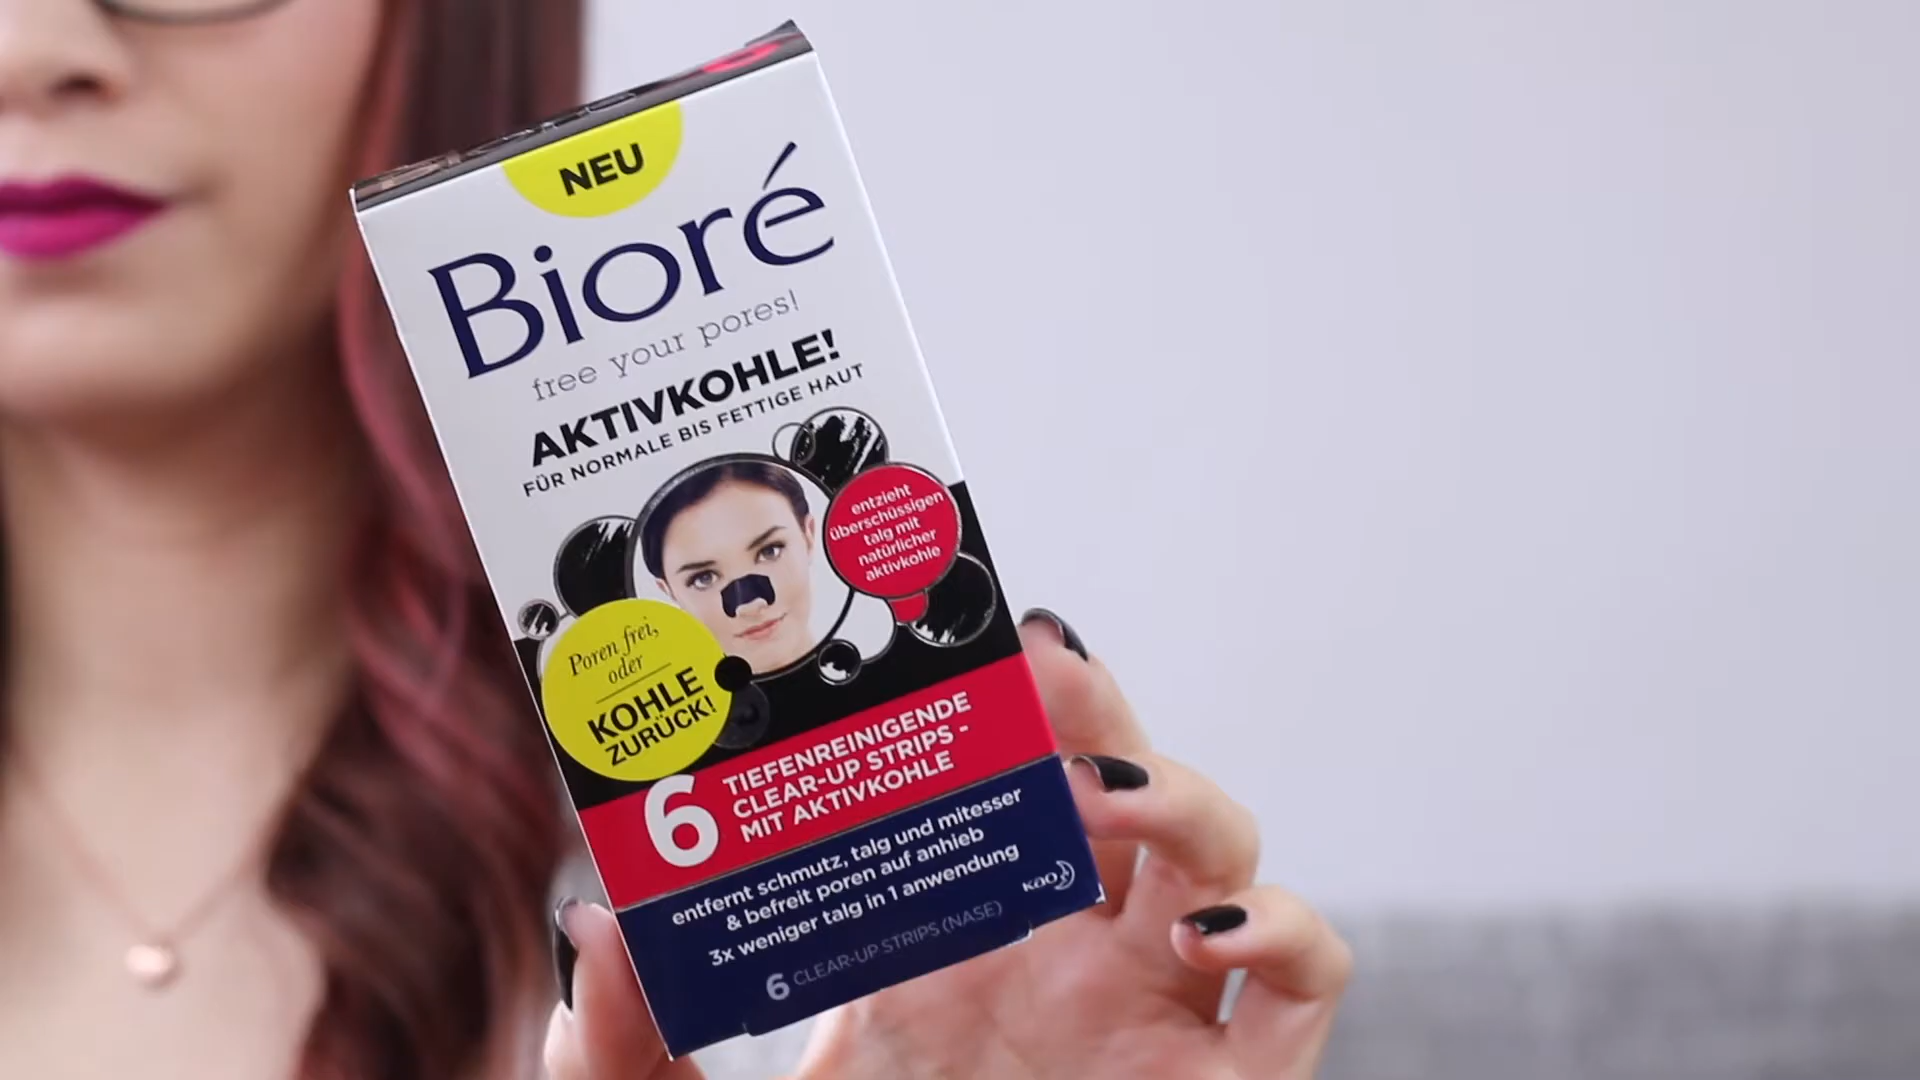 NEU
Bioré
free your pores!
AKTIVKOHLE!
FÜR NORMALE BIS FETTIGE HAUT
entzieht
überschüssigen
talg mit
natürlicher
aktivkohle
Poren frei,
oder
KOHLE
ZURÜCK!
6 TIEFENREINIGENDE
CLEAR-UP STRIPS -
MIT AKTIVKOHLE
entfernt schmutz, talg und mitesser
& befreit poren auf anhieb
3x weniger talg in 1 anwendung
Kao
6 CLEAR-UP STRIPS (NASE)